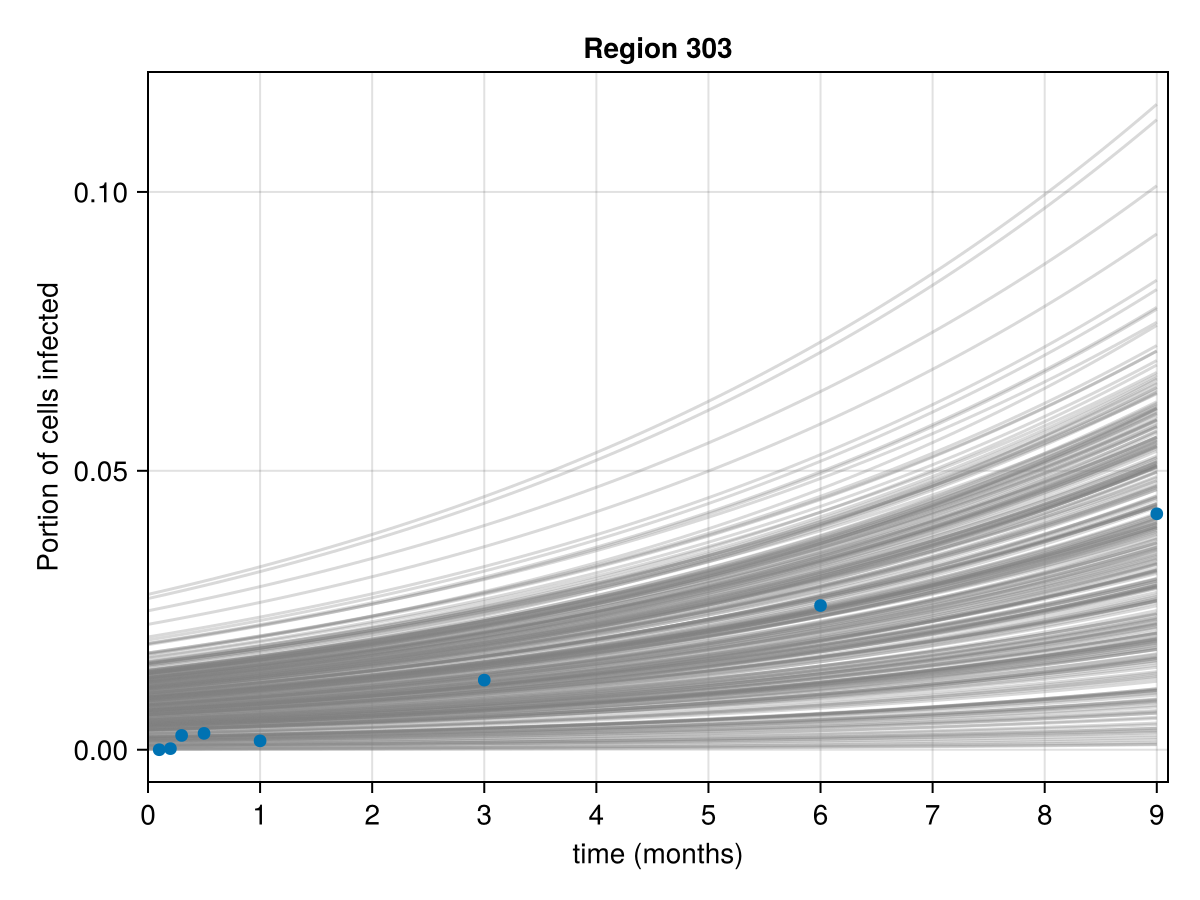 Region 303
Portion of cells infected
0.10
0.05
0.00
0 1 2 3 4 5 6 7 8 9
time (months)